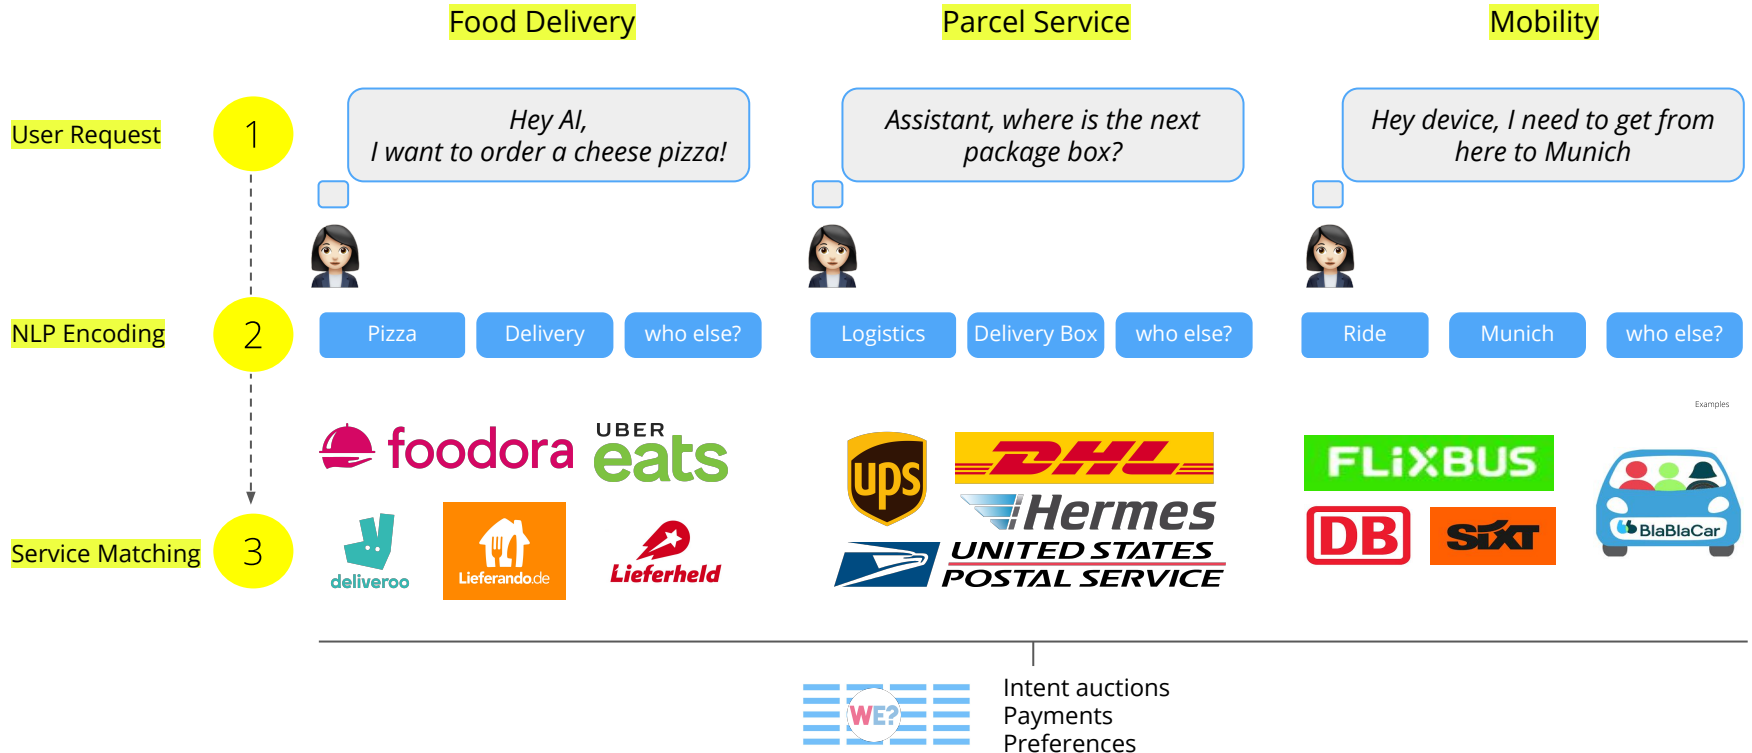 Food Delivery
Parcel Service
Mobility
User Request
1
Hey AI,
I want to order a cheese pizza!
Assistant, where is the next
package box?
Hey device, I need to get from
here to Munich
NLP Encoding
2
Pizza
Delivery
who else?
Logistics
Delivery Box
who else?
Ride
Munich
who else?
Examples
Service Matching
3
foodora
UBER
eats
deliveroo
Lieferando.de
Lieferheld
ups
DHL
Hermes
UNITED STATES
POSTAL SERVICE
FLiXBUS
DB
SiXT
BlaBlaCar
WE?
Intent auctions
Payments
Preferences